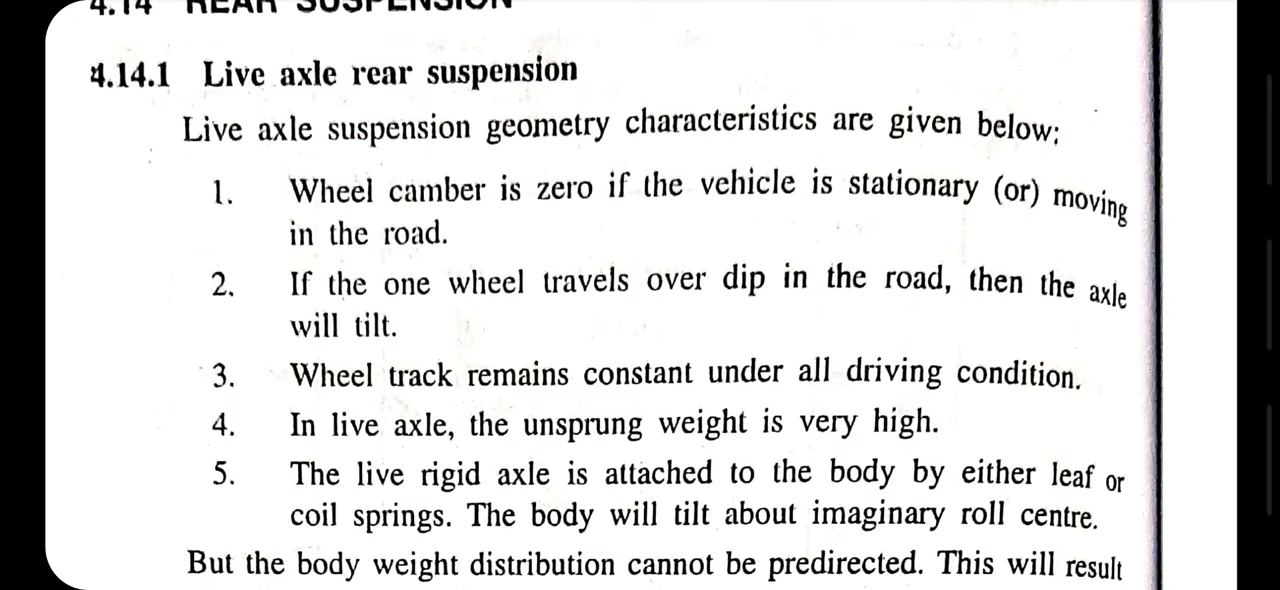 4.14 REAR SUSPENSION
4.14.1 Live axle rear suspension
Live axle suspension geometry characteristics are given below:
1. Wheel camber is zero if the vehicle is stationary (or) moving
in the road.
2. If the one wheel travels over dip in the road, then the axle
will tilt.
3. Wheel track remains constant under all driving condition.
4. In live axle, the unsprung weight is very high.
5. The live rigid axle is attached to the body by either leaf or
coil springs. The body will tilt about imaginary roll centre.
But the body weight distribution cannot be predirected. This will result